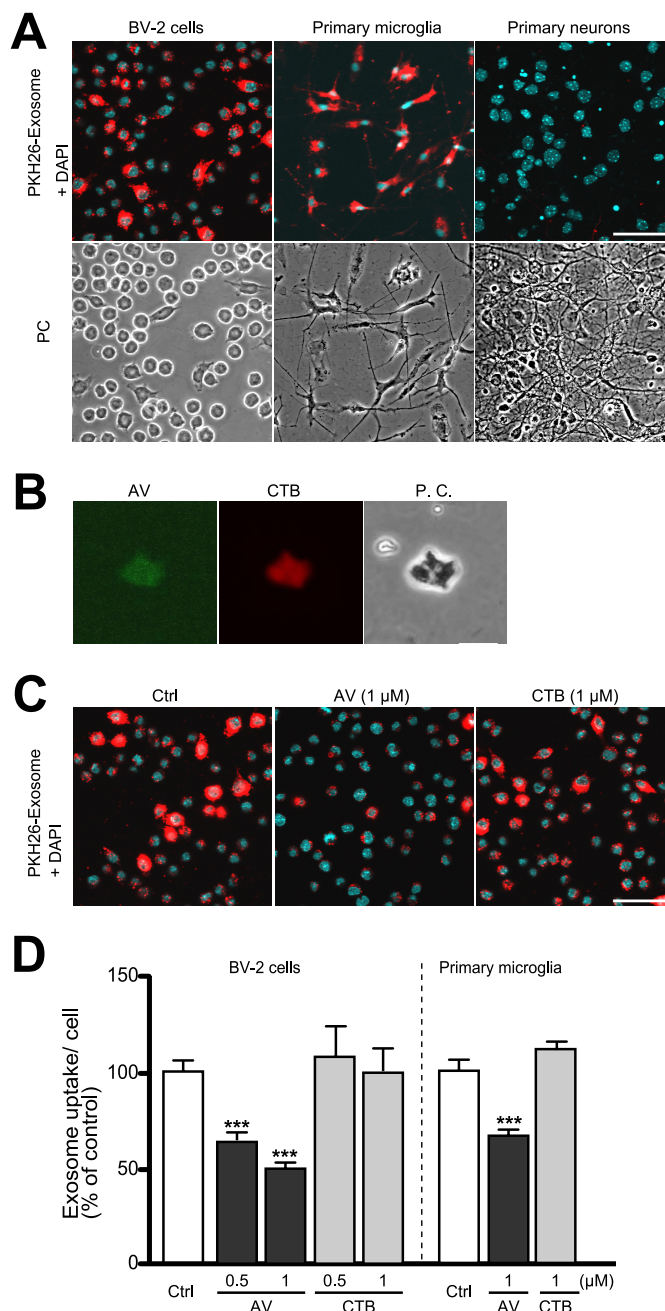 A
BV-2 cells
Primary microglia
Primary neurons
PKH26-Exosome
+ DAPI
PC
B
AV
CTB
P. C.
C
Ctrl
AV (1 µM)
CTB (1 µM)
PKH26-Exosome
+ DAPI
D
BV-2 cells
Primary microglia
Exosome uptake/ cell
(% of control)
150
100
50
0
***
***
***
Ctrl
0.5
1
0.5
1
Ctrl
1
1
(µM)
AV
CTB
AV
CTB